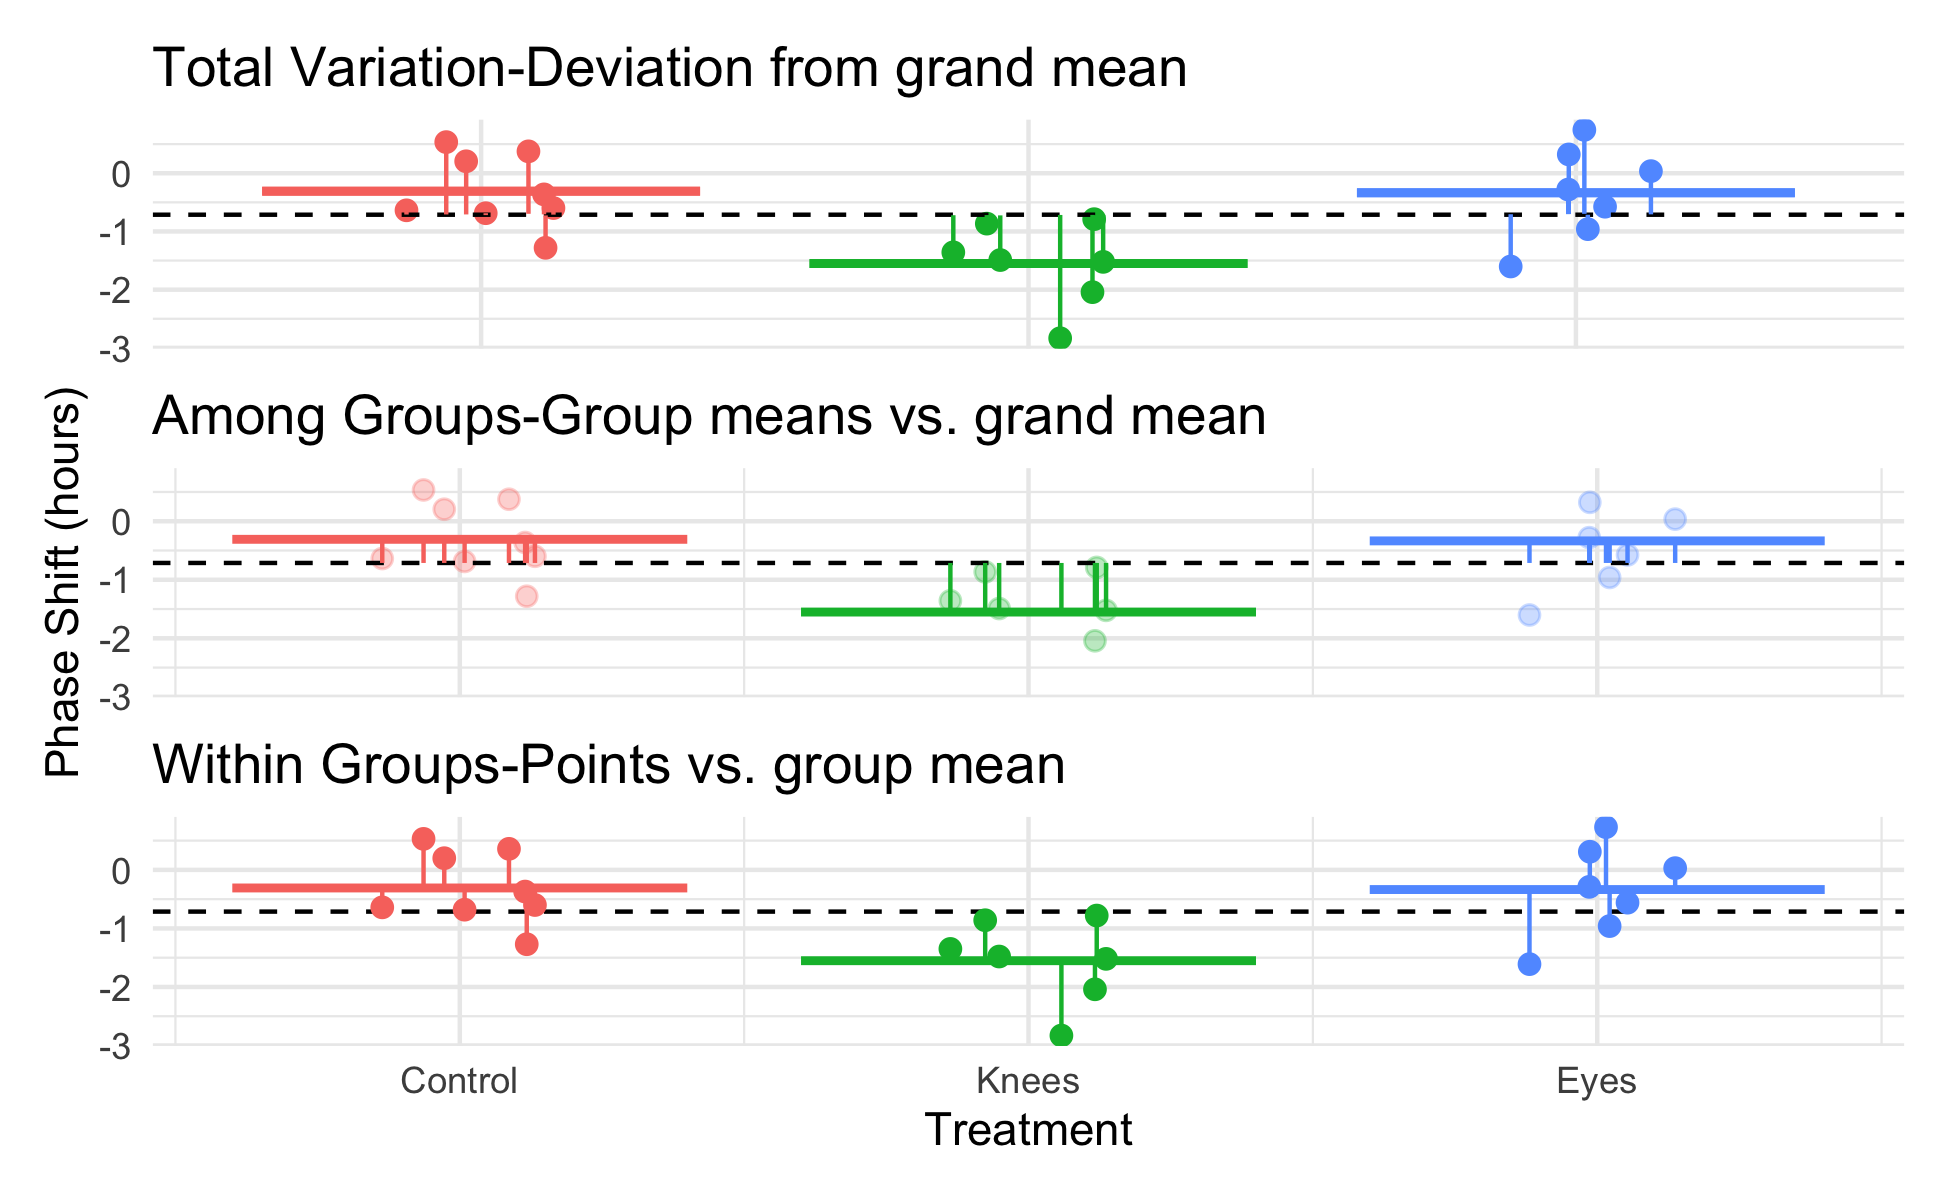 Total Variation-Deviation from grand mean
0
-1
-2
-3
Among Groups-Group means vs. grand mean
0
-1
-2
-3
Phase Shift (hours)
Within Groups-Points vs. group mean
0
-1
-2
-3
Control Knees Eyes
Treatment